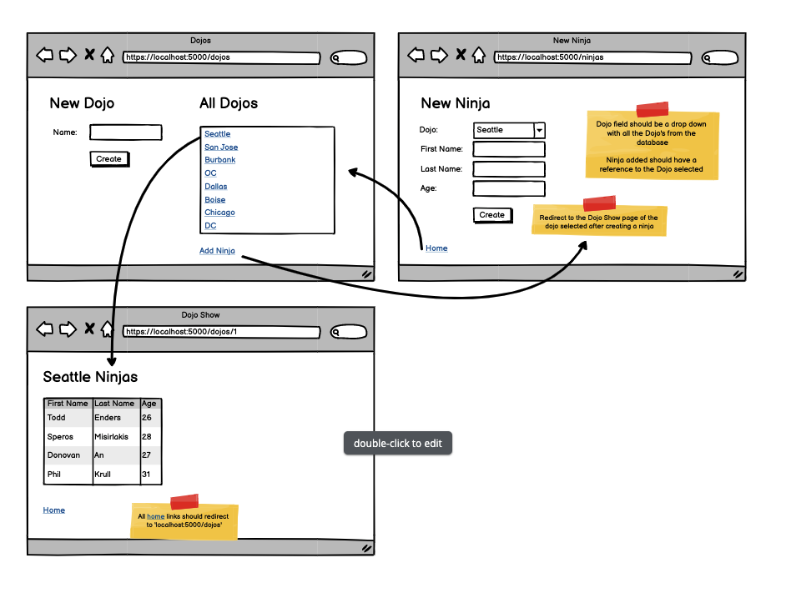 Dojos
https://localhost:5000/dojos
New Dojo
Name:
Create
All Dojos
Seattle
San Jose
Burbank
OC
Dallas
Boise
Chicago
DC
Add Ninja
New Ninja
https://localhost:5000/ninjas
New Ninja
Dojo:
Seattle
First Name:
Last Name:
Age:
Create
Home
Dojo field should be a drop down
with all the Dojo's from the
database
Ninja added should have a
reference to the Dojo selected
Redirect to the Dojo Show page of the
dojo selected after creating a ninja
Dojo Show
https://localhost:5000/dojos/1
Seattle Ninjas
First Name Last Name Age
Todd Enders 26
Speros Misirlakis 28
Donovan An 27
Phil Krull 31
Home
All home links should redirect
to 'localhost:5000/dojos'
double-click to edit